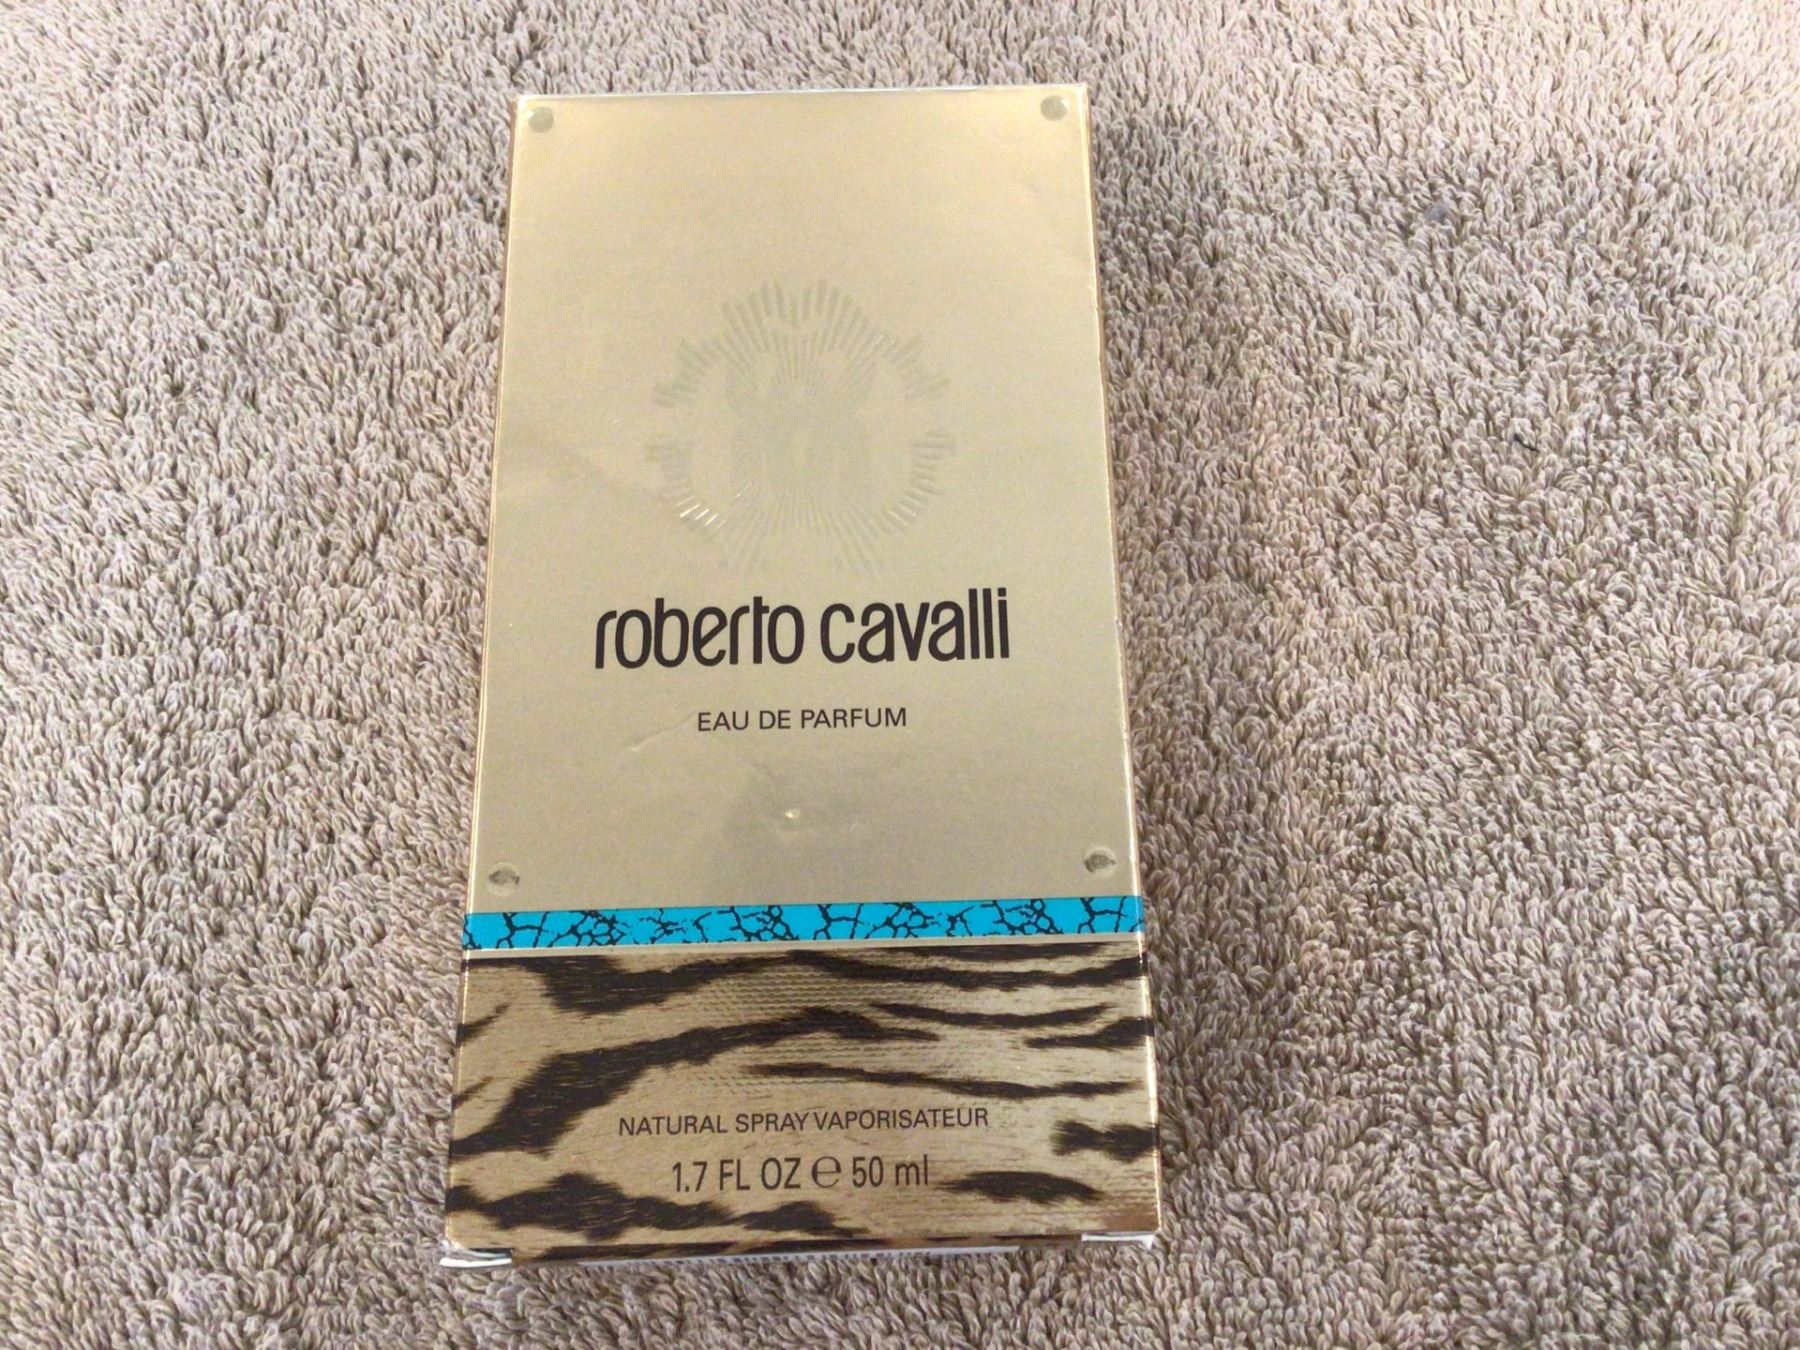 roberto cavalli
EAU DE PARFUM
NATURAL SPRAY VAPORISATEUR
1.7 FL OZ ℮ 50 ml